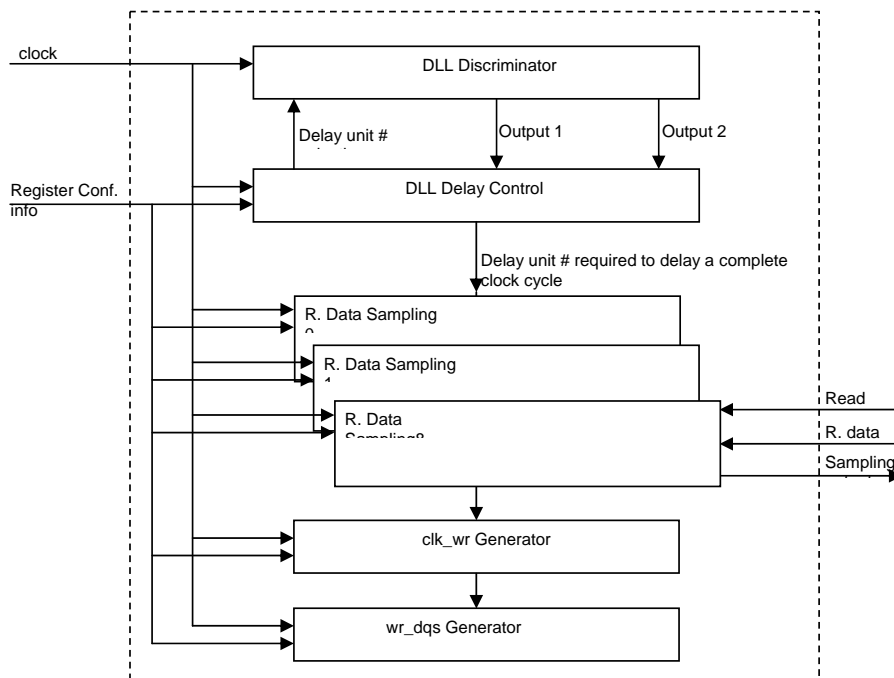 clock
DLL Discriminator
Delay unit #
Output 1
Output 2
Register Conf.
info
DLL Delay Control
Delay unit # required to delay a complete
clock cycle
R. Data Sampling
R. Data Sampling
R. Data
Sampling8
Read
R. data
Sampling
clk_wr Generator
wr_dqs Generator